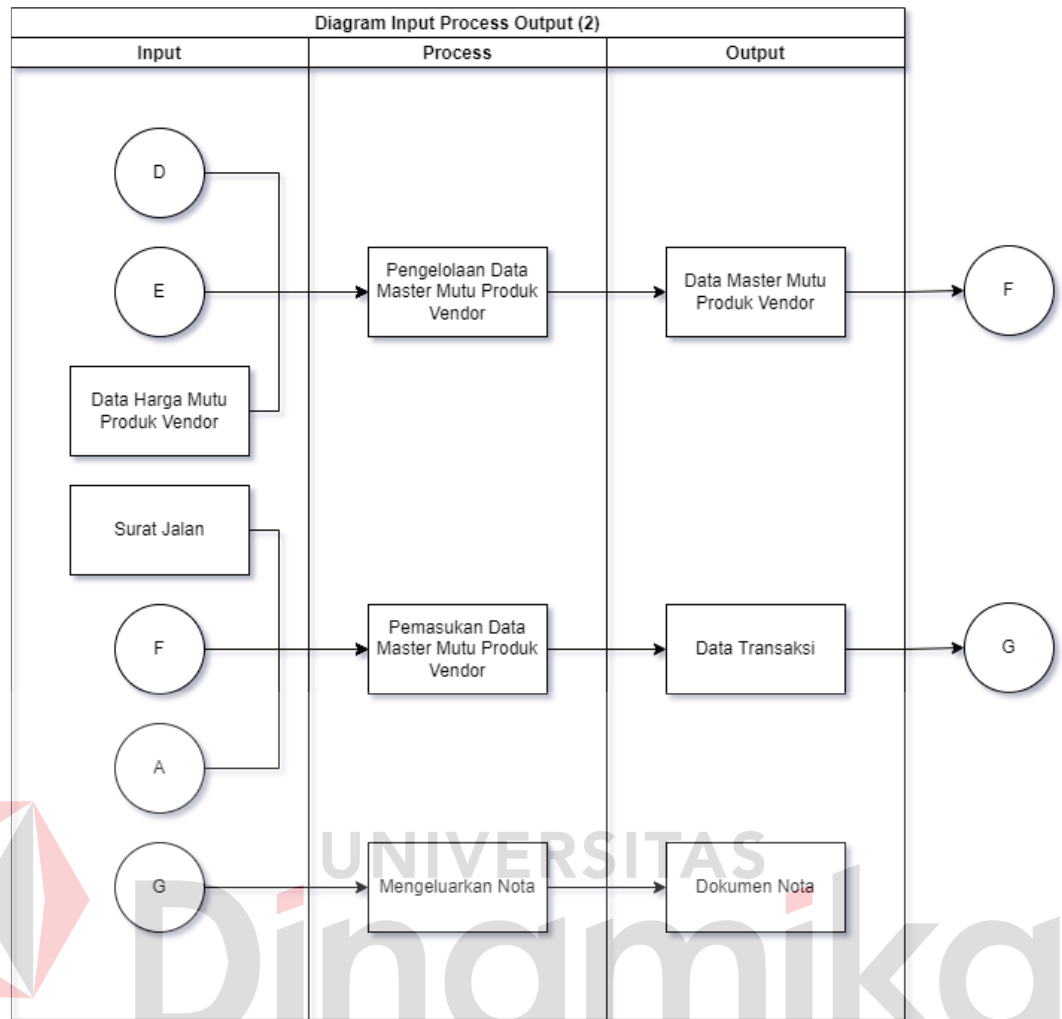 Diagram Input Process Output (2)
Input
Process
Output
D
E
Pengelolaan Data
Master Mutu Produk
Vendor
Data Master Mutu
Produk Vendor
F
Data Harga Mutu
Produk Vendor
Surat Jalan
F
Pemasukan Data
Master Mutu Produk
Vendor
Data Transaksi
G
A
G
Mengeluarkan Nota
Dokumen Nota
UNIVERSITAS
Dinamika